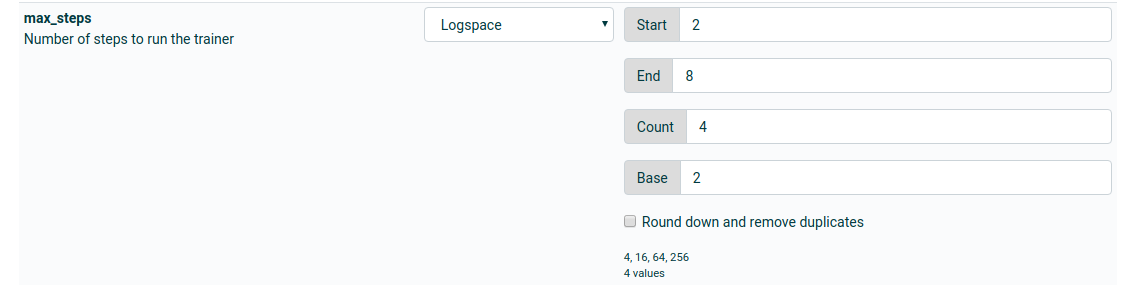 max_steps
Number of steps to run the trainer
Logspace
Start 2
End 8
Count 4
Base 2
Round down and remove duplicates
4, 16, 64, 256
4 values